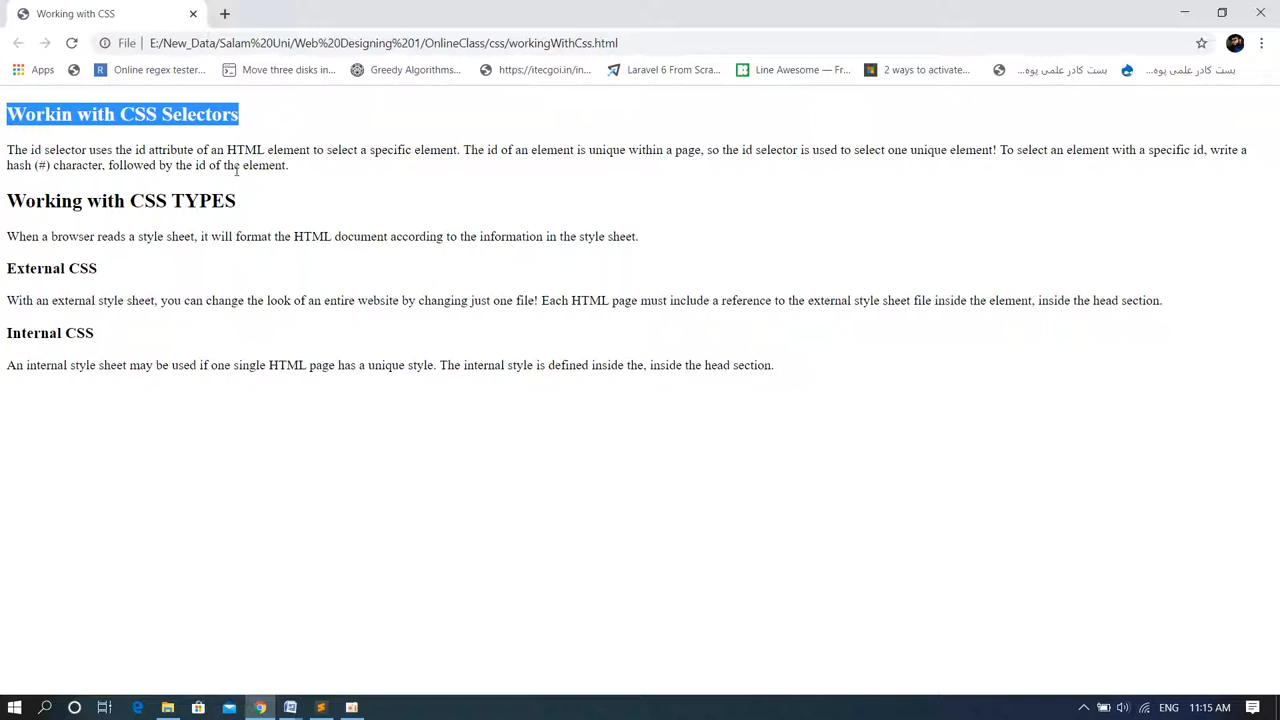 Working with CSS
File
E:/New_Data/Salam%20Uni/Web%20Designing%201/OnlineClass/css/workingWithCss.html
Apps
Online regex tester...
Move three disks in...
Greedy Algorithms...
https://itecgoi.in/in...
Laravel 6 From Scra...
Line Awesome — Fr...
2 ways to activate...
بست کادر علمی پوه...
بست کادر علمی پوه...
Workin with CSS Selectors
The id selector uses the id attribute of an HTML element to select a specific element. The id of an element is unique within a page, so the id selector is used to select one unique element! To select an element with a specific id, write a
hash (#) character, followed by the id of the element.
Working with CSS TYPES
When a browser reads a style sheet, it will format the HTML document according to the information in the style sheet.
External CSS
With an external style sheet, you can change the look of an entire website by changing just one file! Each HTML page must include a reference to the external style sheet file inside the element, inside the head section.
Internal CSS
An internal style sheet may be used if one single HTML page has a unique style. The internal style is defined inside the, inside the head section.
ENG
11:15 AM